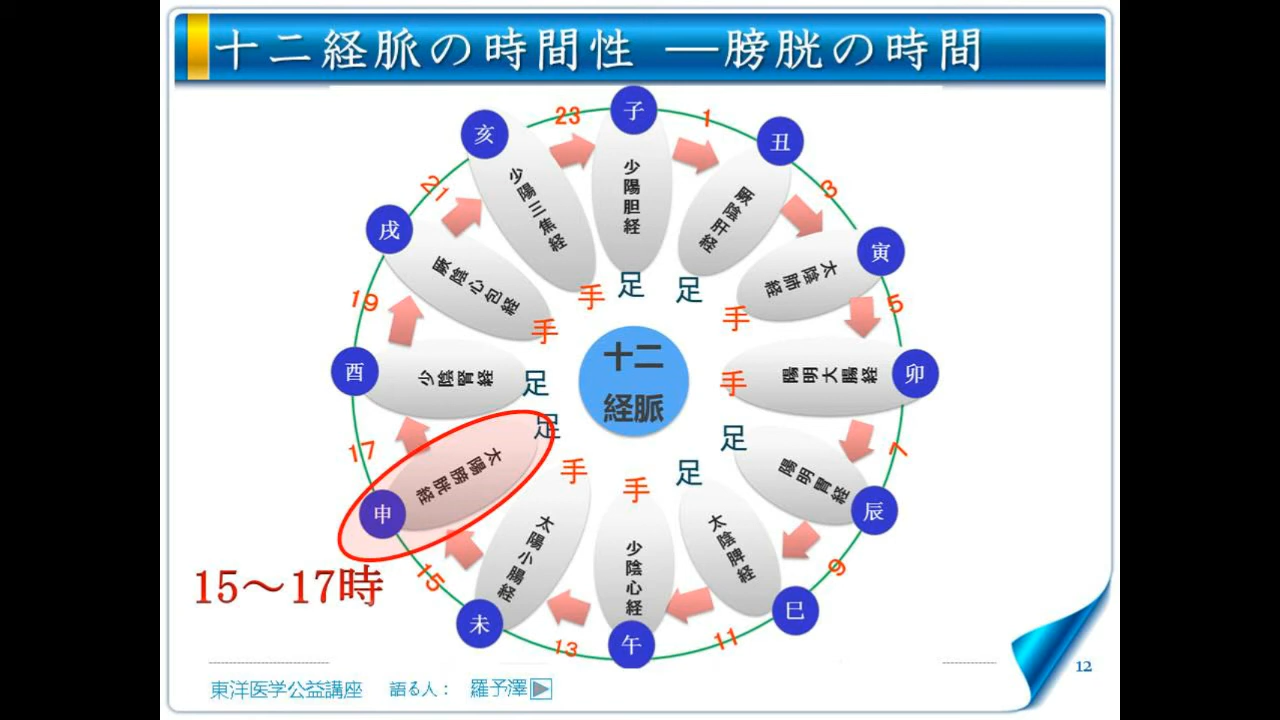 十二経脈の時間性 ―膀胱の時間
子
少陽胆経
足
1
丑
厥陰肝経
足
3
寅
太陰肺経
手
5
卯
陽明大腸経
手
7
辰
陽明胃経
足
9
巳
太陰脾経
足
11
午
少陰心経
手
13
未
太陽小腸経
手
15
申
太陽膀胱経
足
17
酉
少陰腎経
足
19
戌
厥陰心包経
手
21
亥
少陽三焦経
手
23
十二
経脈
15～17時
東洋医学公益講座 語る人： 羅予澤
12